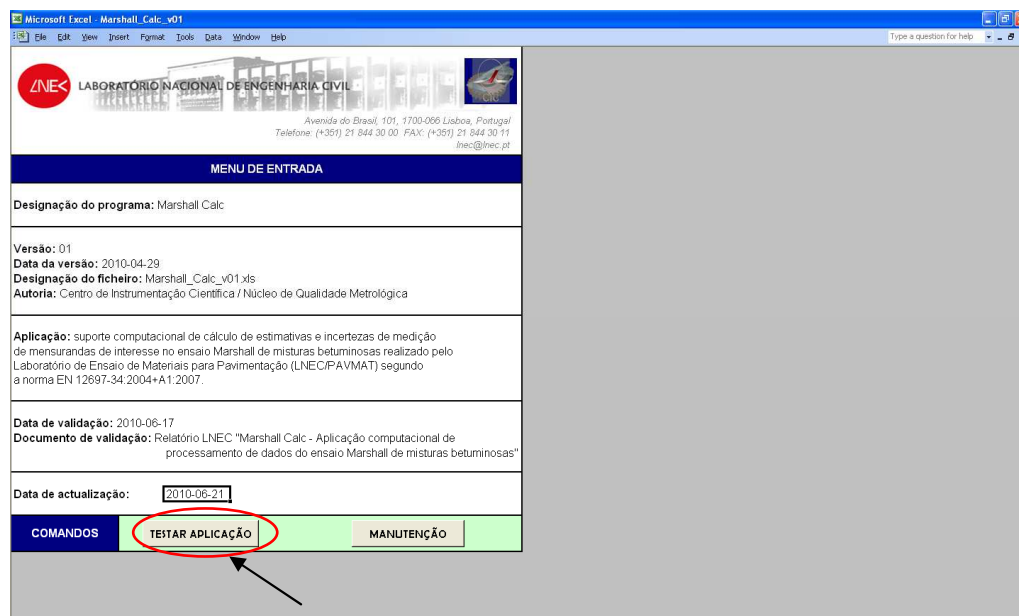 Microsoft Excel - Marshall_Calc_v01
File Edit View Insert Format Tools Data Window Help
Type a question for help
LNEC LABORATÓRIO NACIONAL DE ENGENHARIA CIVIL
CIC
Avenida do Brasil, 101, 1700-066 Lisboa, Portugal
Telefone: (+351) 21 844 30 00 FAX: (+351) 21 844 30 11
lnec@lnec.pt
MENU DE ENTRADA
Designação do programa: Marshall Calc
Versão: 01
Data da versão: 2010-04-29
Designação do ficheiro: Marshall_Calc_v01.xls
Autoria: Centro de Instrumentação Científica / Núcleo de Qualidade Metrológica
Aplicação: suporte computacional de cálculo de estimativas e incertezas de medição
de mensurandas de interesse no ensaio Marshall de misturas betuminosas realizado pelo
Laboratório de Ensaio de Materiais para Pavimentação (LNEC/PAVMAT) segundo
a norma EN 12697-34:2004+A1:2007.
Data de validação: 2010-06-17
Documento de validação: Relatório LNEC "Marshall Calc - Aplicação computacional de
processamento de dados do ensaio Marshall de misturas betuminosas"
Data de actualização: 2010-06-21
COMANDOS TESTAR APLICAÇÃO MANUTENÇÃO